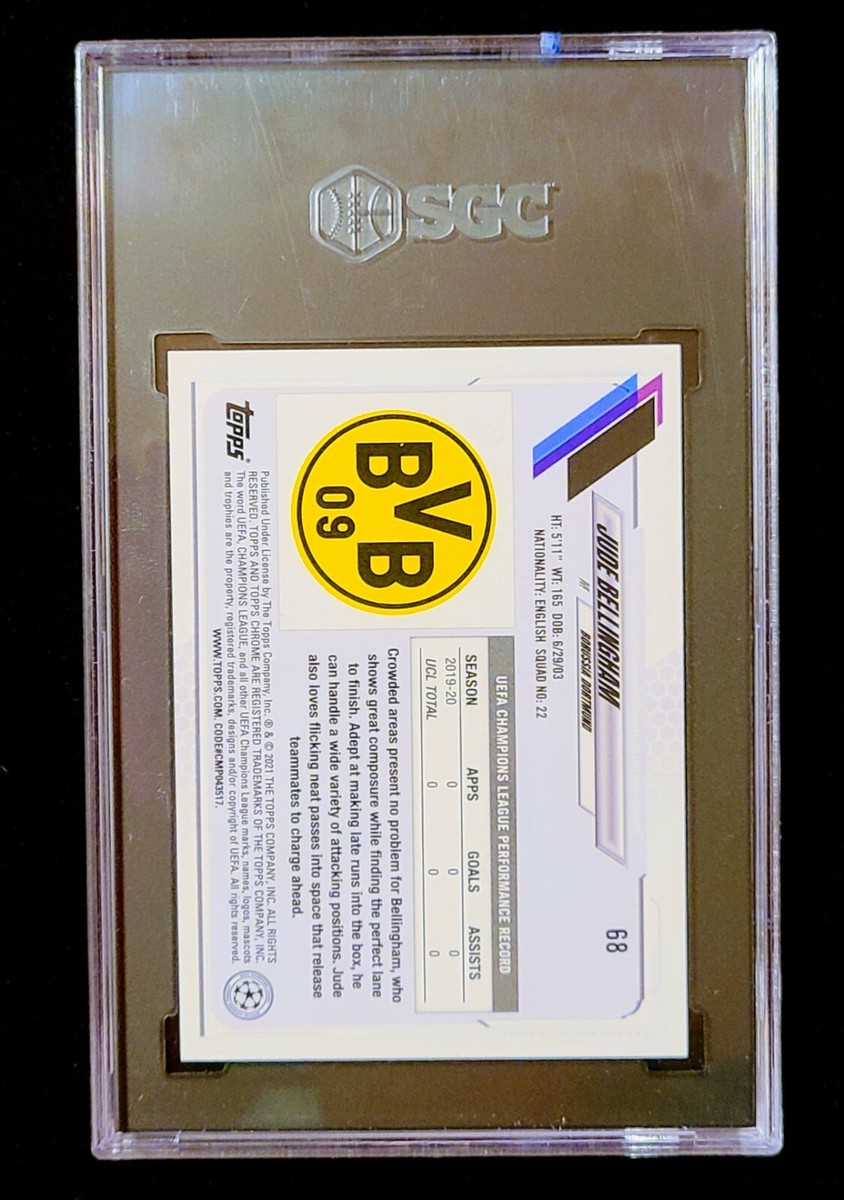 SGC
68
JUDE BELLINGHAM
BORUSSIA DORTMUND
HT: 5'11" WT: 165 DOB: 6/29/03
NATIONALITY: ENGLISH SQUAD NO: 22
UEFA CHAMPIONS LEAGUE PERFORMANCE RECORD
SEASON APPS GOALS ASSISTS
2019-20 0 0 0
UCL TOTAL 0 0 0
BVB
09
Crowded areas present no problem for Bellingham, who
shows great composure while finding the perfect lane
to finish. Adept at making late runs into the box, he
can handle a wide variety of attacking positions. Jude
also loves flicking neat passes into space that release
teammates to charge ahead.
topps®
Published Under License by The Topps Company, Inc. ® & © 2021 THE TOPPS COMPANY, INC. ALL RIGHTS
RESERVED. TOPPS AND TOPPS CHROME ARE REGISTERED TRADEMARKS OF THE TOPPS COMPANY, INC.
The word UEFA, CHAMPIONS LEAGUE, and all other UEFA Champions League marks, names, logos, mascots
and trophies are the property, registered trademarks, designs and/or copyright of UEFA. All rights reserved.
WWW.TOPPS.COM. CODE#CMP043517.